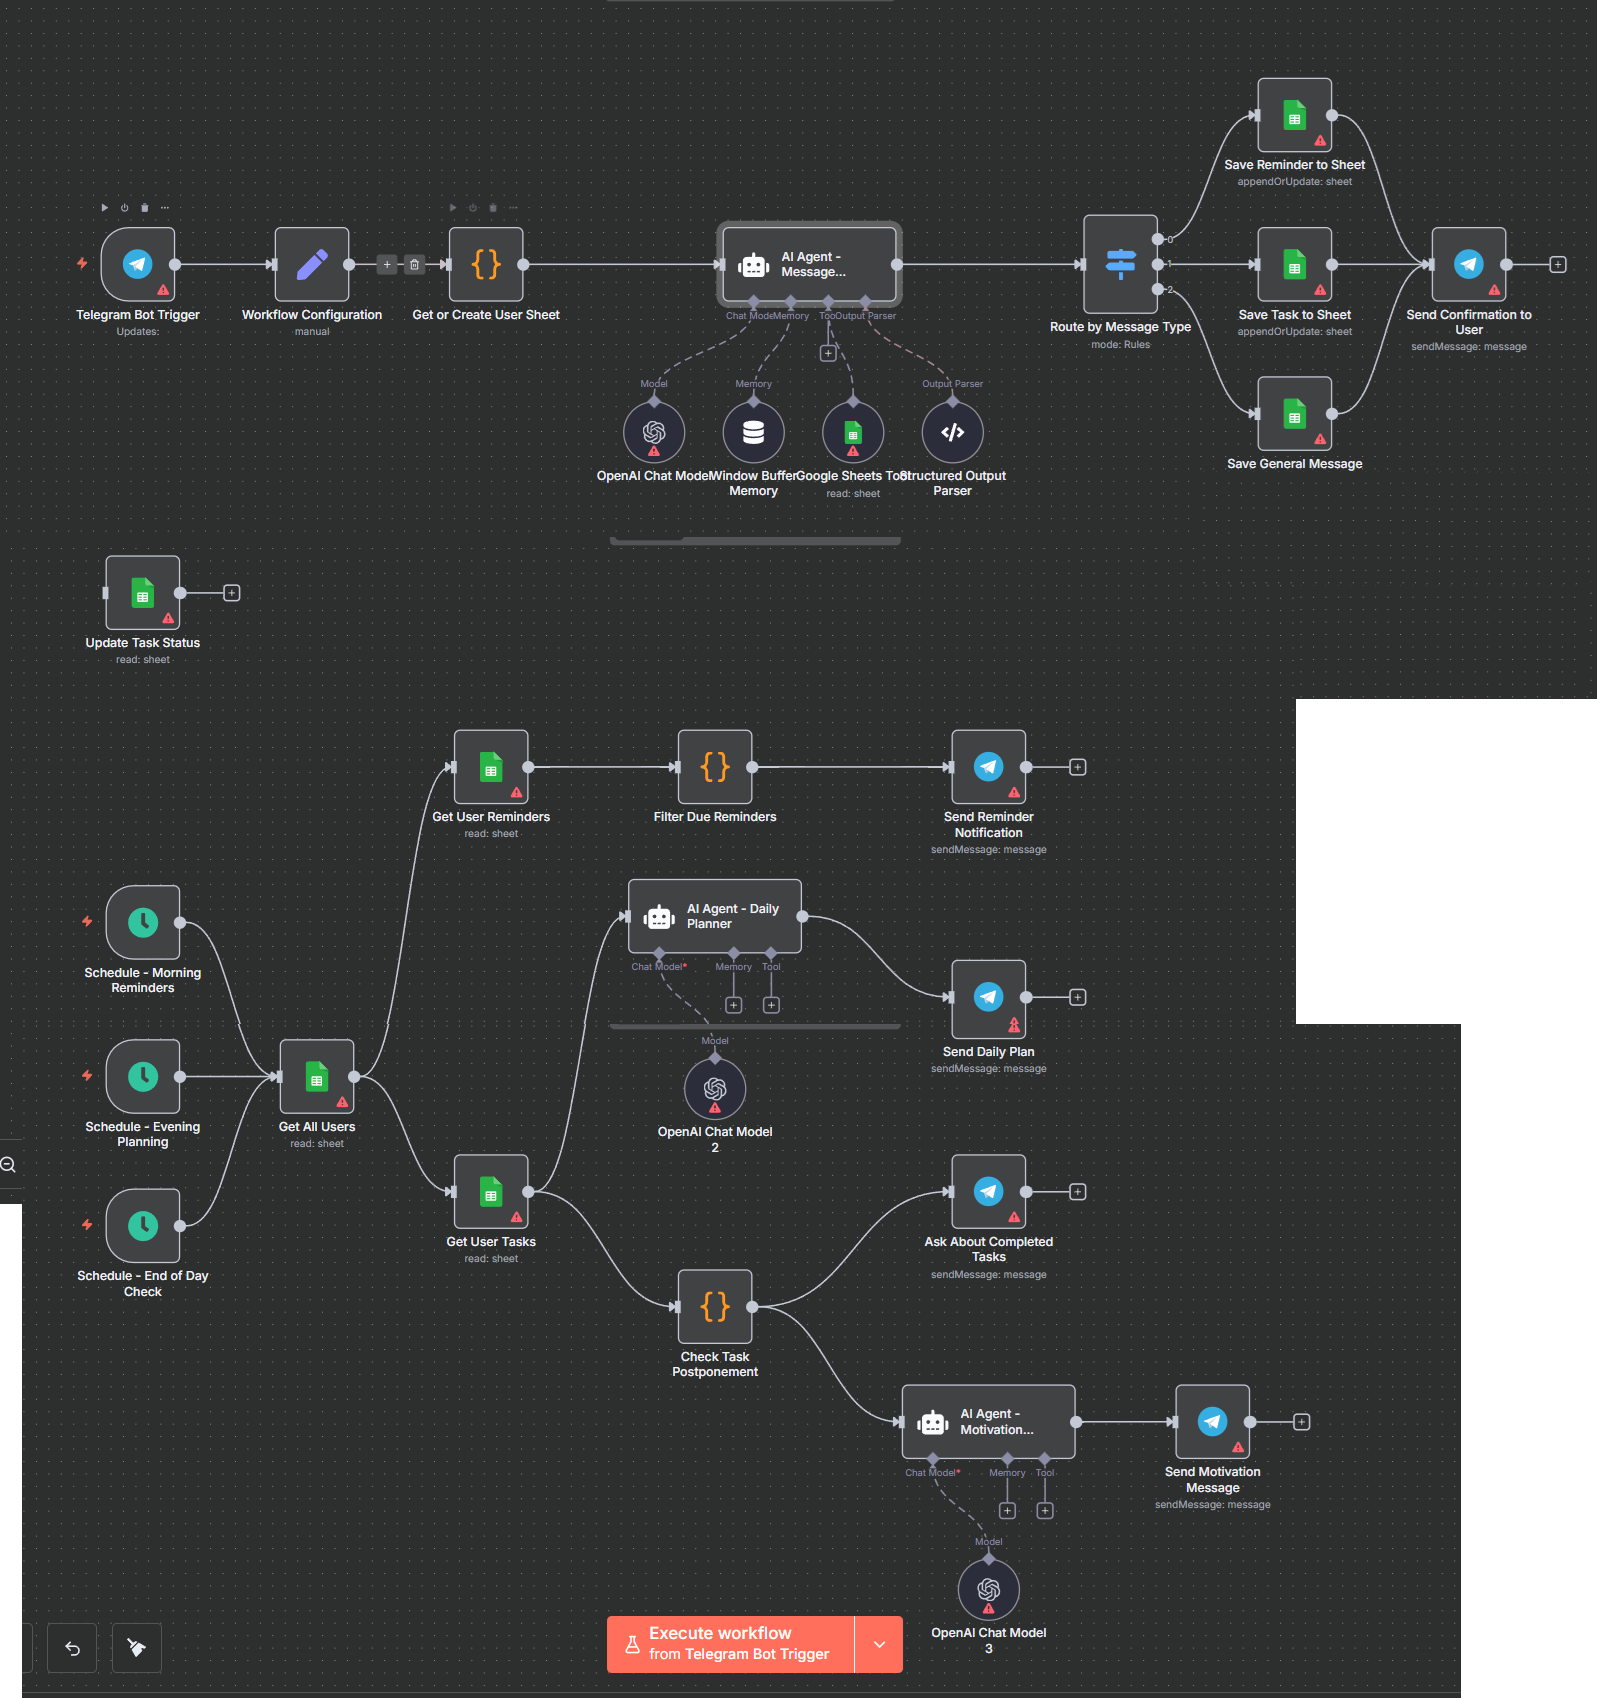 Save Reminder to Sheet
appendOrUpdate: sheet
Telegram Bot Trigger
Updates:
Workflow Configuration
manual
Get or Create User Sheet
AI Agent -
Message...
Chat Mode
Memory
Too
Output Parser
Model
Memory
Output Parser
OpenAI Chat Model
Window Buffer
Memory
Google Sheets Tool
read: sheet
Structured Output
Parser
0
1
2
Route by Message Type
mode: Rules
Save Task to Sheet
appendOrUpdate: sheet
Send Confirmation to
User
sendMessage: message
Save General Message
Update Task Status
read: sheet
Get User Reminders
read: sheet
Filter Due Reminders
Send Reminder
Notification
sendMessage: message
AI Agent - Daily
Planner
Chat Model*
Memory
Tool
Schedule - Morning
Reminders
Model
OpenAI Chat Model
2
Send Daily Plan
sendMessage: message
Schedule - Evening
Planning
Get All Users
read: sheet
Get User Tasks
read: sheet
Ask About Completed
Tasks
sendMessage: message
Schedule - End of Day
Check
Check Task
Postponement
AI Agent -
Motivation...
Chat Model*
Memory
Tool
Send Motivation
Message
sendMessage: message
Model
OpenAI Chat Model
3
Execute workflow
from Telegram Bot Trigger